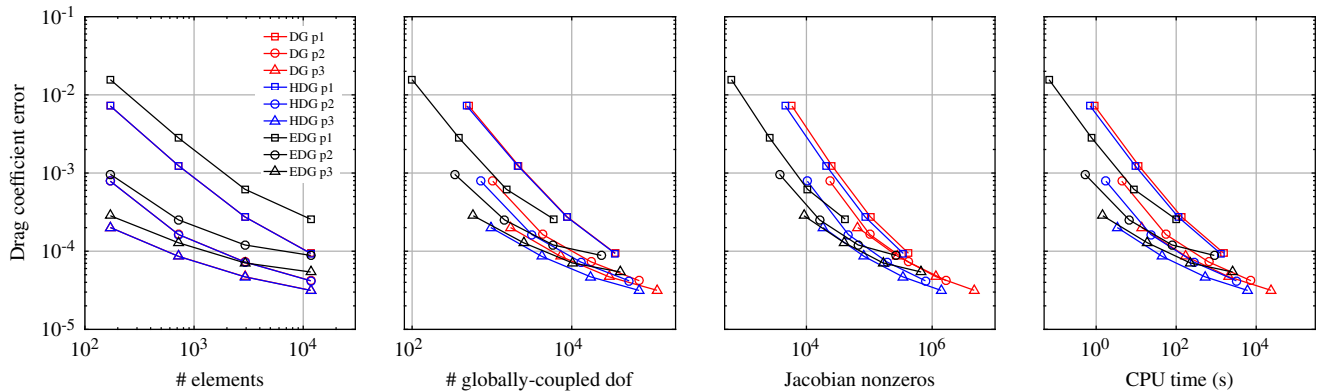 Drag coefficient error
10^-1
10^-2
10^-3
10^-4
10^-5
DG p1
DG p2
DG p3
HDG p1
HDG p2
HDG p3
EDG p1
EDG p2
EDG p3
10^2 10^3 10^4
# elements
10^2 10^4
# globally-coupled dof
10^4 10^6
Jacobian nonzeros
10^0 10^2 10^4
CPU time (s)